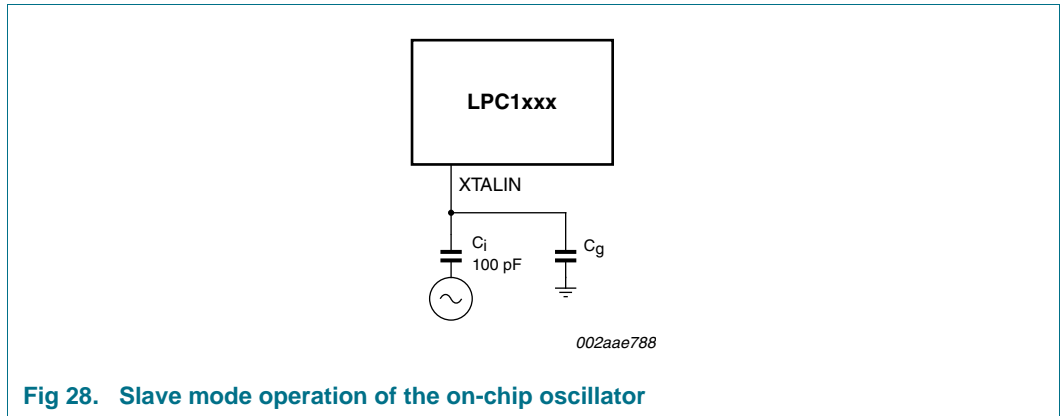 LPC1xxx
XTALIN
Ci
100 pF
Cg
002aae788
Fig 28. Slave mode operation of the on-chip oscillator